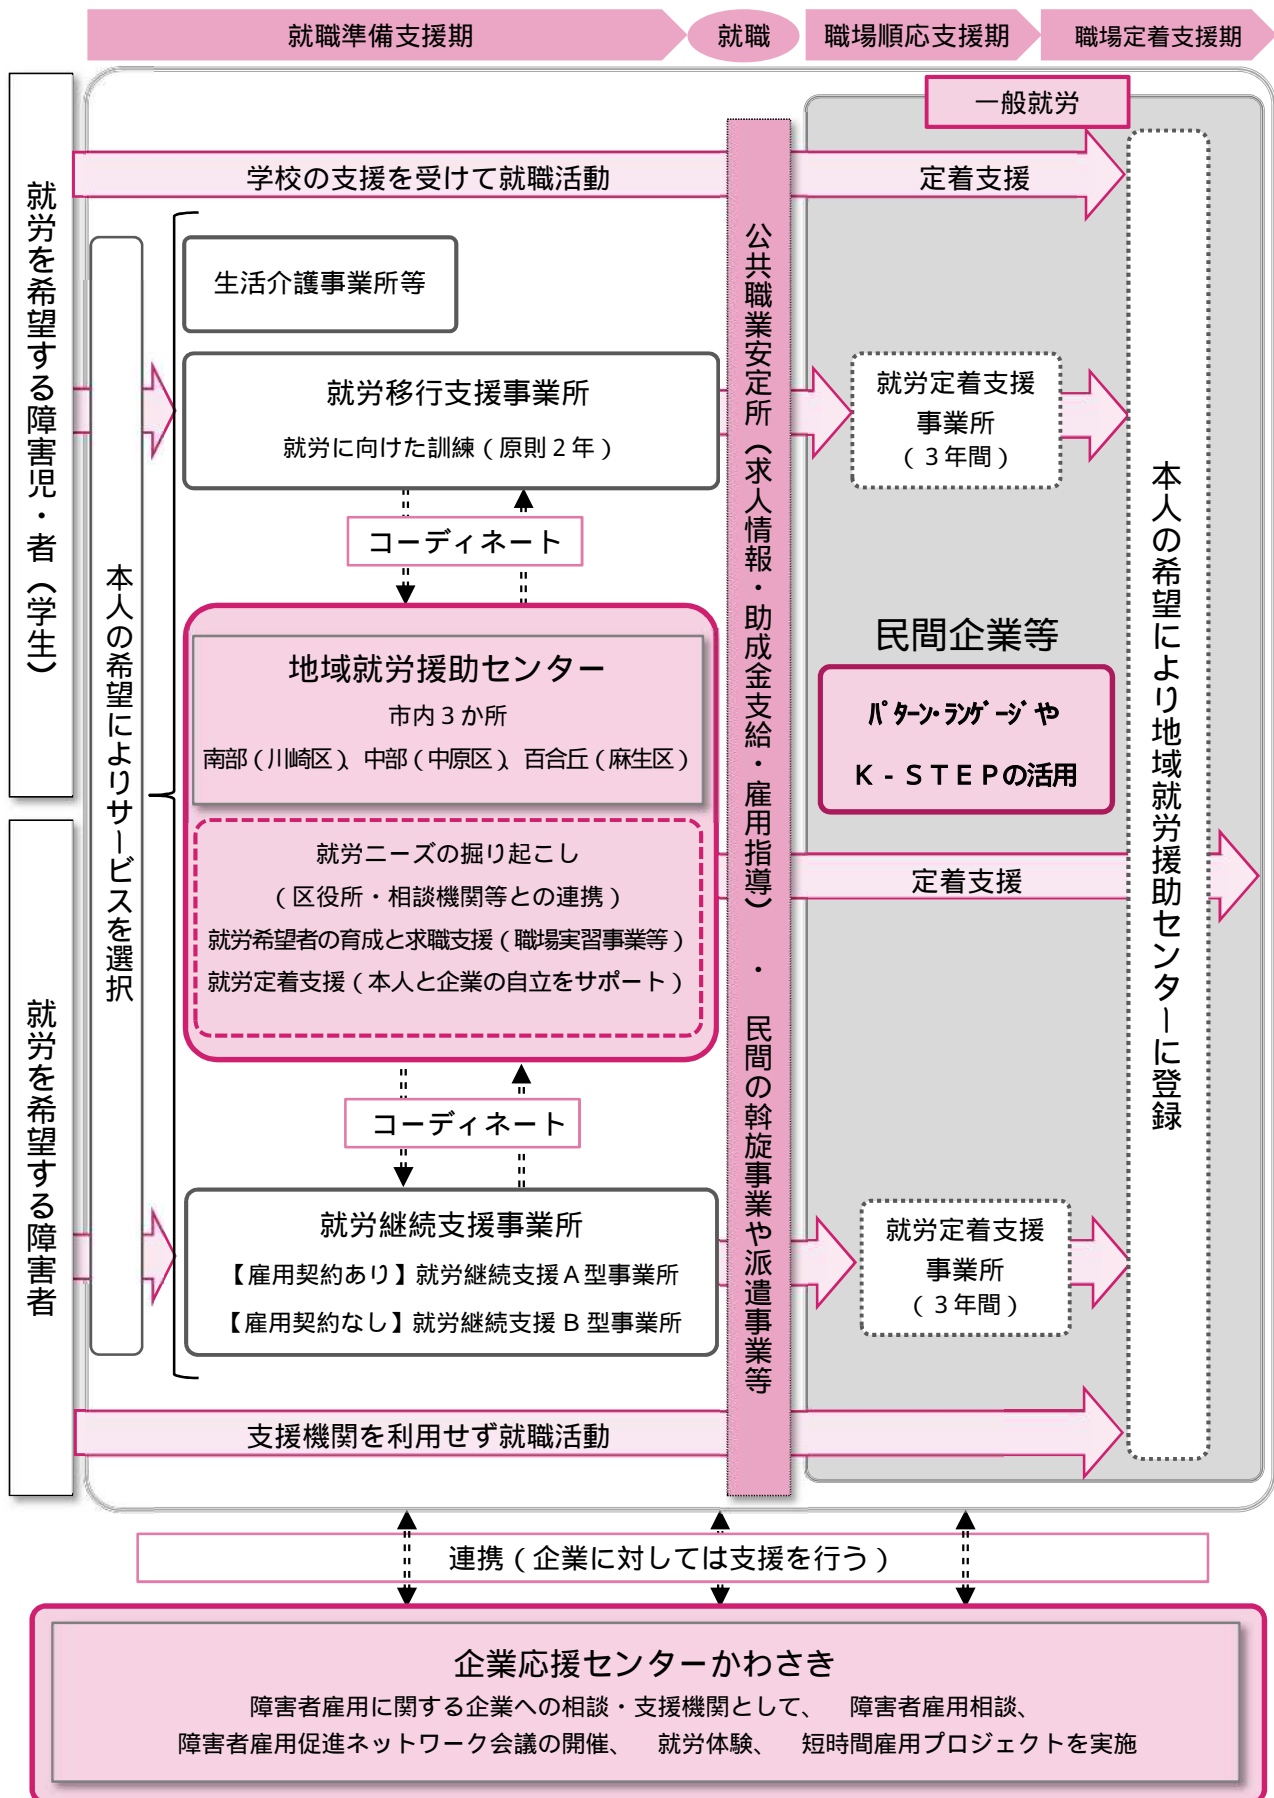 就職準備支援期
就職
職場順応支援期
職場定着支援期
一般就労
就労を希望する障害児・者（学生）
就労を希望する障害者
学校の支援を受けて就職活動
定着支援
本人の希望によりサービスを選択
生活介護事業所等
就労移行支援事業所
就労に向けた訓練（原則２年）
コーディネート
地域就労援助センター
市内３か所
南部（川崎区）、中部（中原区）、百合丘（麻生区）
就労ニーズの掘り起こし
（区役所・相談機関等との連携）
就労希望者の育成と求職支援（職場実習事業等）
就労定着支援（本人と企業の自立をサポート）
コーディネート
就労継続支援事業所
【雇用契約あり】就労継続支援Ａ型事業所
【雇用契約なし】就労継続支援Ｂ型事業所
支援機関を利用せず就職活動
公共職業安定所（求人情報・助成金支給・雇用指導）　・　民間の斡旋事業や派遣事業等
就労定着支援
事業所
（３年間）
民間企業等
ﾊﾟﾀｰﾝ･ﾗﾝｹﾞｰｼﾞや
Ｋ‐ＳＴＥＰの活用
定着支援
就労定着支援
事業所
（３年間）
本人の希望により地域就労援助センターに登録
連携（企業に対しては支援を行う）
企業応援センターかわさき
障害者雇用に関する企業への相談・支援機関として、　障害者雇用相談、
障害者雇用促進ネットワーク会議の開催、　就労体験、　短時間雇用プロジェクトを実施